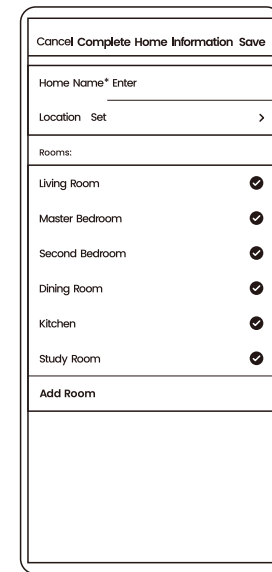 Cancel Complete Home Information Save
Home Name* Enter
Location Set
Rooms:
Living Room
Master Bedroom
Second Bedroom
Dining Room
Kitchen
Study Room
Add Room